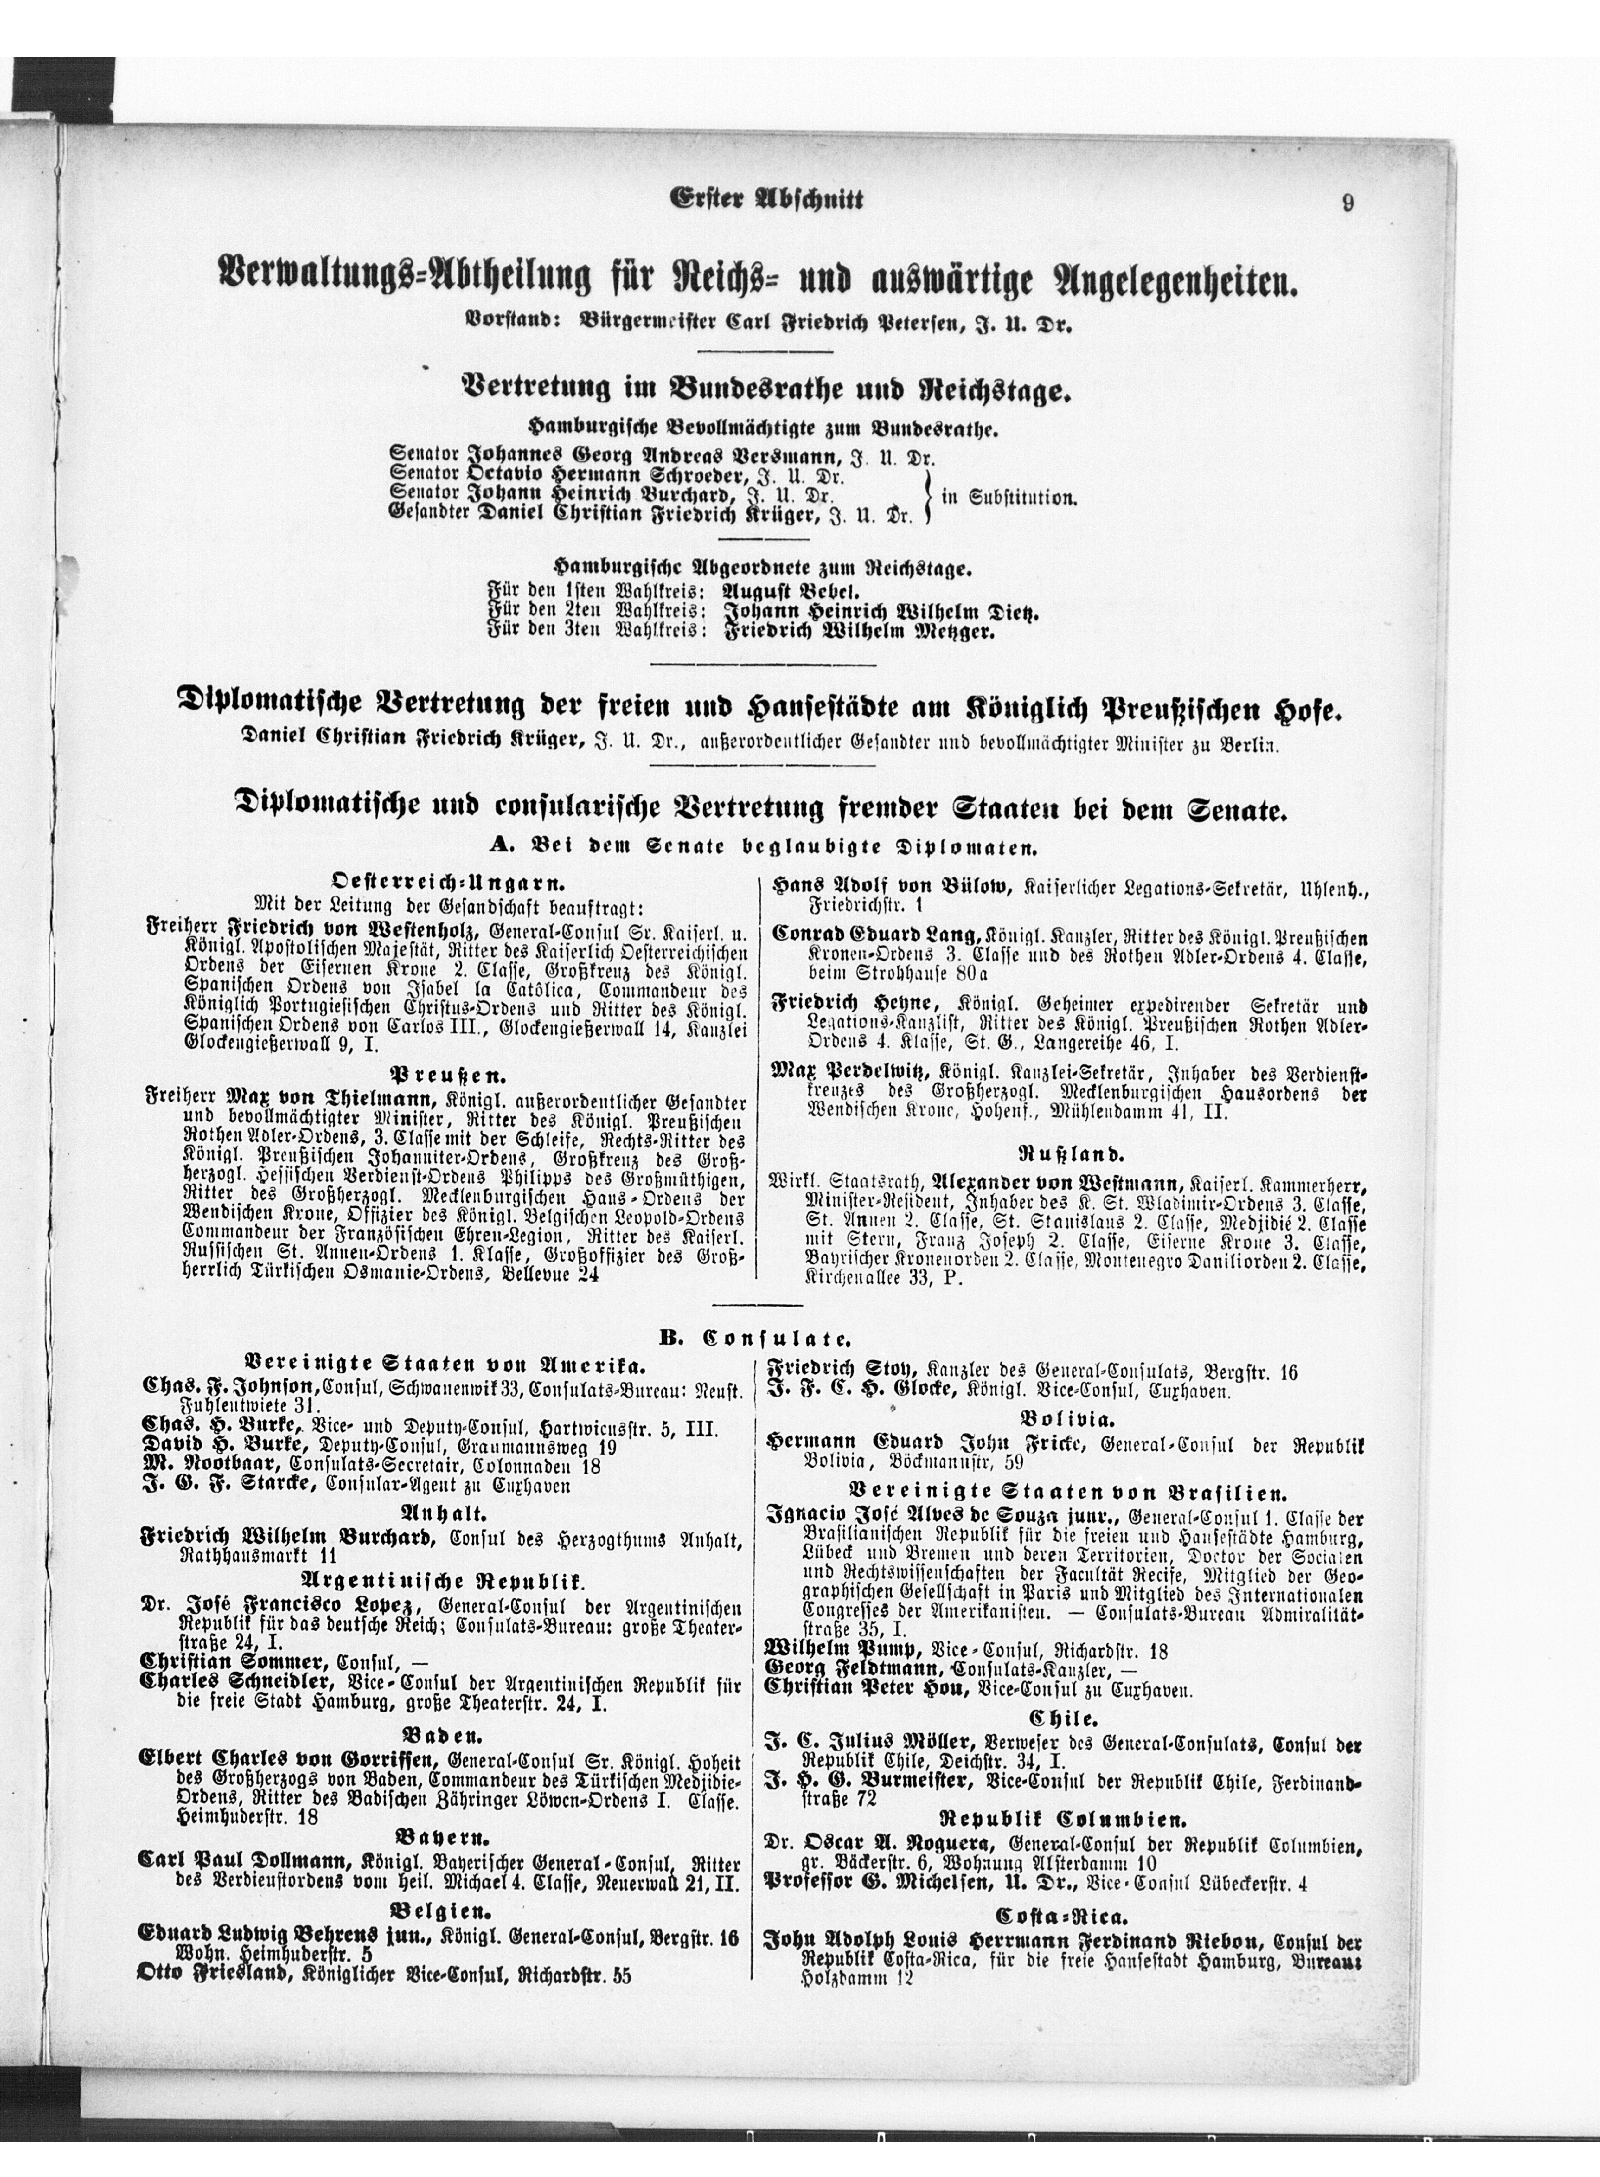 Erster Abschnitt
9
Verwaltungs-Abtheilung für Reichs- und auswärtige Angelegenheiten.
Vorstand: Bürgermeister Carl Friedrich Petersen, J. U. Dr.
Vertretung im Bundesrathe und Reichstage.
Hamburgische Bevollmächtigte zum Bundesrathe.
Senator Johannes Georg Andreas Versmann, J. U. Dr.
Senator Octavio Hermann Schroeder, J. U. Dr.
Senator Johann Heinrich Burchard, J. U. Dr.
Gesandter Daniel Christian Friedrich Krüger, J. U. Dr.
in Substitution.
Hamburgische Abgeordnete zum Reichstage.
Für den 1sten Wahlkreis: August Bebel.
Für den 2ten Wahlkreis: Johann Heinrich Wilhelm Dietz.
Für den 3ten Wahlkreis: Friedrich Wilhelm Metzger.
Diplomatische Vertretung der freien und Hansestädte am Königlich Preußischen Hofe.
Daniel Christian Friedrich Krüger, J. U. Dr., außerordentlicher Gesandter und bevollmächtigter Minister zu Berlin.
Diplomatische und consularische Vertretung fremder Staaten bei dem Senate.
A. Bei dem Senate beglaubigte Diplomaten.
Oesterreich-Ungarn.
Mit der Leitung der Gesandschaft beauftragt:
Freiherr Friedrich von Westenholz, General-Consul Sr. Kaiserl. u.
Königl. Apostolischen Majestät, Ritter des Kaiserlich Oesterreichischen
Ordens der Eisernen Krone 2. Classe, Großkreuz des Königl.
Spanischen Ordens von Isabel la Católica, Commandeur des
Königlich Portugiesischen Christus-Ordens und Ritter des Königl.
Spanischen Ordens von Carlos III., Glockengießerwall 14, Kanzlei
Glockengießerwall 9, I.
Preußen.
Freiherr Max von Thielmann, Königl. außerordentlicher Gesandter
und bevollmächtigter Minister, Ritter des Königl. Preußischen
Rothen Adler-Ordens, 3. Classe mit der Schleife, Rechts-Ritter des
Königl. Preußischen Johanniter-Ordens, Großkreuz des Groß-
herzogl. Hessischen Verdienst-Ordens Philipps des Großmüthigen,
Ritter des Großherzogl. Mecklenburgischen Haus-Ordens der
Wendischen Krone, Offizier des Königl. Belgischen Leopold-Ordens
Commandeur der Französischen Ehren-Legion, Ritter des Kaiserl.
Russischen St. Annen-Ordens 1. Klasse, Großoffizier des Groß-
herrlich Türkischen Osmanie-Ordens, Bellevue 24
Hans Adolf von Bülow, Kaiserlicher Legations-Sekretär, Uhlenh.,
Friedrichstr. 1
Conrad Eduard Lang, Königl. Kanzler, Ritter des Königl. Preußischen
Kronen-Ordens 3. Classe und des Rothen Adler-Ordens 4. Classe,
beim Strohhause 80a
Friedrich Heyne, Königl. Geheimer expedirender Sekretär und
Legations-Kanzlist, Ritter des Königl. Preußischen Rothen Adler-
Ordens 4. Klasse, St. G., Langereihe 46, I.
Max Perdelwitz, Königl. Kanzlei-Sekretär, Inhaber des Verdienst-
kreuzes des Großherzogl. Mecklenburgischen Hausordens der
Wendischen Krone, Hohenf., Mühlendamm 41, II.
Rußland.
Wirkl. Staatsrath, Alexander von Westmann, Kaiserl. Kammerherr,
Minister-Resident, Inhaber des K. St. Wladimir-Ordens 3. Classe,
St. Annen 2. Classe, St. Stanislaus 2. Classe, Medjidié 2. Classe
mit Stern, Franz Joseph 2. Classe, Eiserne Krone 3. Classe,
Bayrischer Kronenorden 2. Classe, Montenegro Daniliorden 2. Classe,
Kirchenallee 33, P.
B. Consulate.
Vereinigte Staaten von Amerika.
Chas. F. Johnson, Consul, Schwanenwik 33, Consulats-Bureau: Neust.
Fuhlentwiete 31.
Chas. H. Burke, Vice- und Deputy-Consul, Hartwicusstr. 5, III.
David H. Burke, Deputy-Consul, Graumannsweg 19
M. Nootbaar, Consulats-Secretair, Colonnaden 18
J. G. F. Starcke, Consular-Agent zu Cuxhaven
Anhalt.
Friedrich Wilhelm Burchard, Consul des Herzogthums Anhalt,
Rathhausmarkt 11
Argentinische Republik.
Dr. José Francisco Lopez, General-Consul der Argentinischen
Republik für das deutsche Reich; Consulats-Bureau: große Theater-
straße 24, I.
Christian Sommer, Consul, —
Charles Schneidler, Vice-Consul der Argentinischen Republik für
die freie Stadt Hamburg, große Theaterstr. 24, I.
Baden.
Elbert Charles von Gorrissen, General-Consul Sr. Königl. Hoheit
des Großherzogs von Baden, Commandeur des Türkischen Medjidie-
Ordens, Ritter des Badischen Zähringer Löwen-Ordens I. Classe.
Heimhuderstr. 18
Bayern.
Carl Paul Dollmann, Königl. Bayerischer General-Consul, Ritter
des Verdienstordens vom heil. Michael 4. Classe, Neuerwall 21, II.
Belgien.
Eduard Ludwig Behrens jun., Königl. General-Consul, Bergstr. 16
Wohn. Heimhuderstr. 5
Otto Friesland, Königlicher Vice-Consul, Richardstr. 55
Friedrich Stoy, Kanzler des General-Consulats, Bergstr. 16
J. F. C. H. Glocke, Königl. Vice-Consul, Cuxhaven.
Bolivia.
Hermann Eduard John Fricke, General-Consul der Republik
Bolivia, Böckmannstr, 59
Vereinigte Staaten von Brasilien.
Ignacio José Alves de Souza junr., General-Consul 1. Classe der
Brasilianischen Republik für die freien und Hansestädte Hamburg,
Lübeck und Bremen und deren Territorien, Doctor der Socialen
und Rechtswissenschaften der Facultät Recife, Mitglied der Geo-
graphischen Gesellschaft in Paris und Mitglied des Internationalen
Congresses der Amerikanisten. — Consulats-Bureau Admiralität-
straße 35, I.
Wilhelm Pump, Vice-Consul, Richardstr. 18
Georg Feldtmann, Consulats-Kanzler, —
Christian Peter Hou, Vice-Consul zu Cuxhaven.
Chile.
J. C. Julius Möller, Verweser des General-Consulats, Consul der
Republik Chile, Deichstr. 34, I.
J. H. G. Burmeister, Vice-Consul der Republik Chile, Ferdinand-
straße 72
Republik Columbien.
Dr. Oscar A. Noguera, General-Consul der Republik Columbien,
gr. Bäckerstr. 6, Wohnung Alsterdamm 10
Professor G. Michelsen, U. Dr., Vice-Consul Lübeckerstr. 4
Costa-Rica.
John Adolph Louis Herrmann Ferdinand Riebou, Consul der
Republik Costa-Rica, für die freie Hansestadt Hamburg, Bureau:
Holzdamm 12